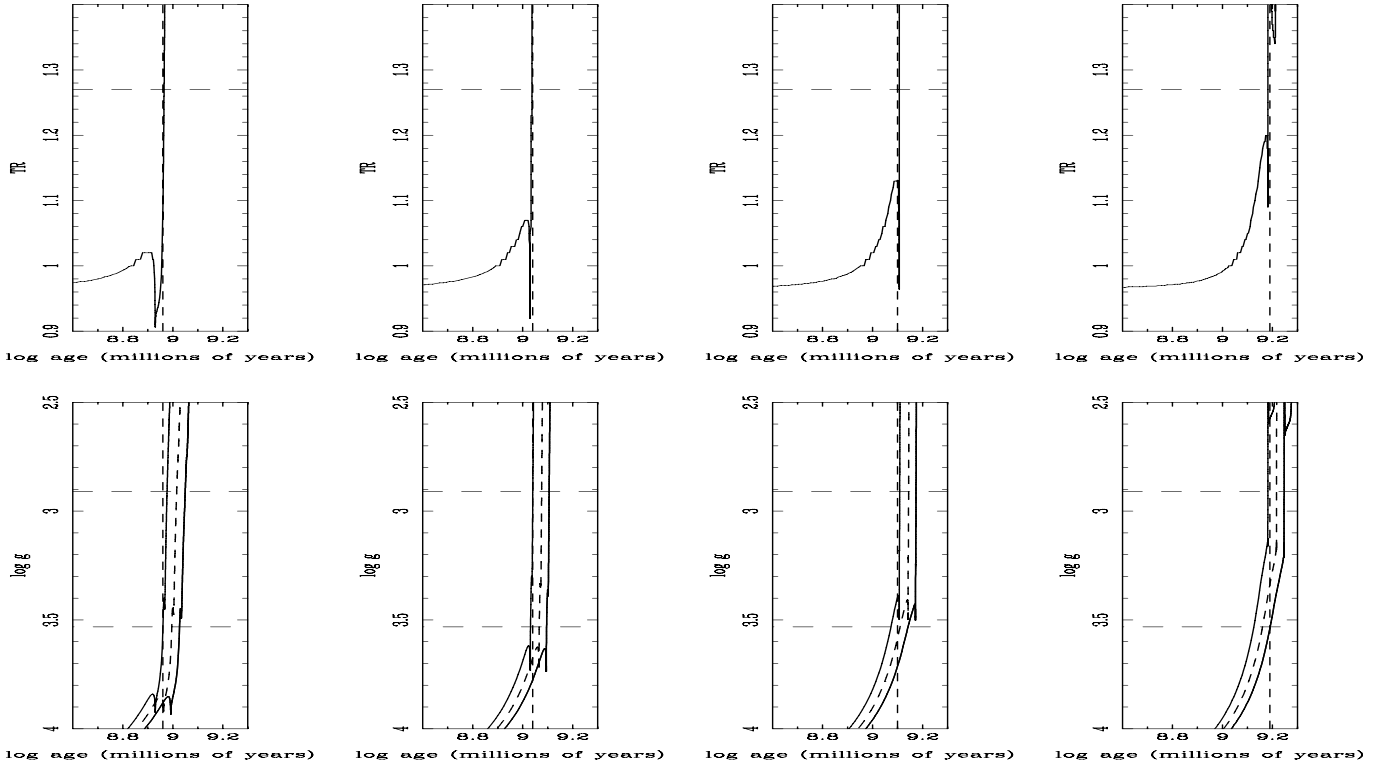 1.3 1.3 1.3 1.3
1.2 1.2 1.2 1.2
TR TR TR TR
1.1 1.1 1.1 1.1
1 1 1 1
0.9 0.9 0.9 0.9
8.8 9 9.2 8.8 9 9.2 8.8 9 9.2 8.8 9 9.2
log age (millions of years) log age (millions of years) log age (millions of years) log age (millions of years)
2.5 2.5 2.5 2.5
3 3 3 3
log g log g log g log g
3.5 3.5 3.5 3.5
4 4 4 4
8.8 9 9.2 8.8 9 9.2 8.8 9 9.2 8.8 9 9.2
log age (millions of years) log age (millions of years) log age (millions of years) log age (millions of years)